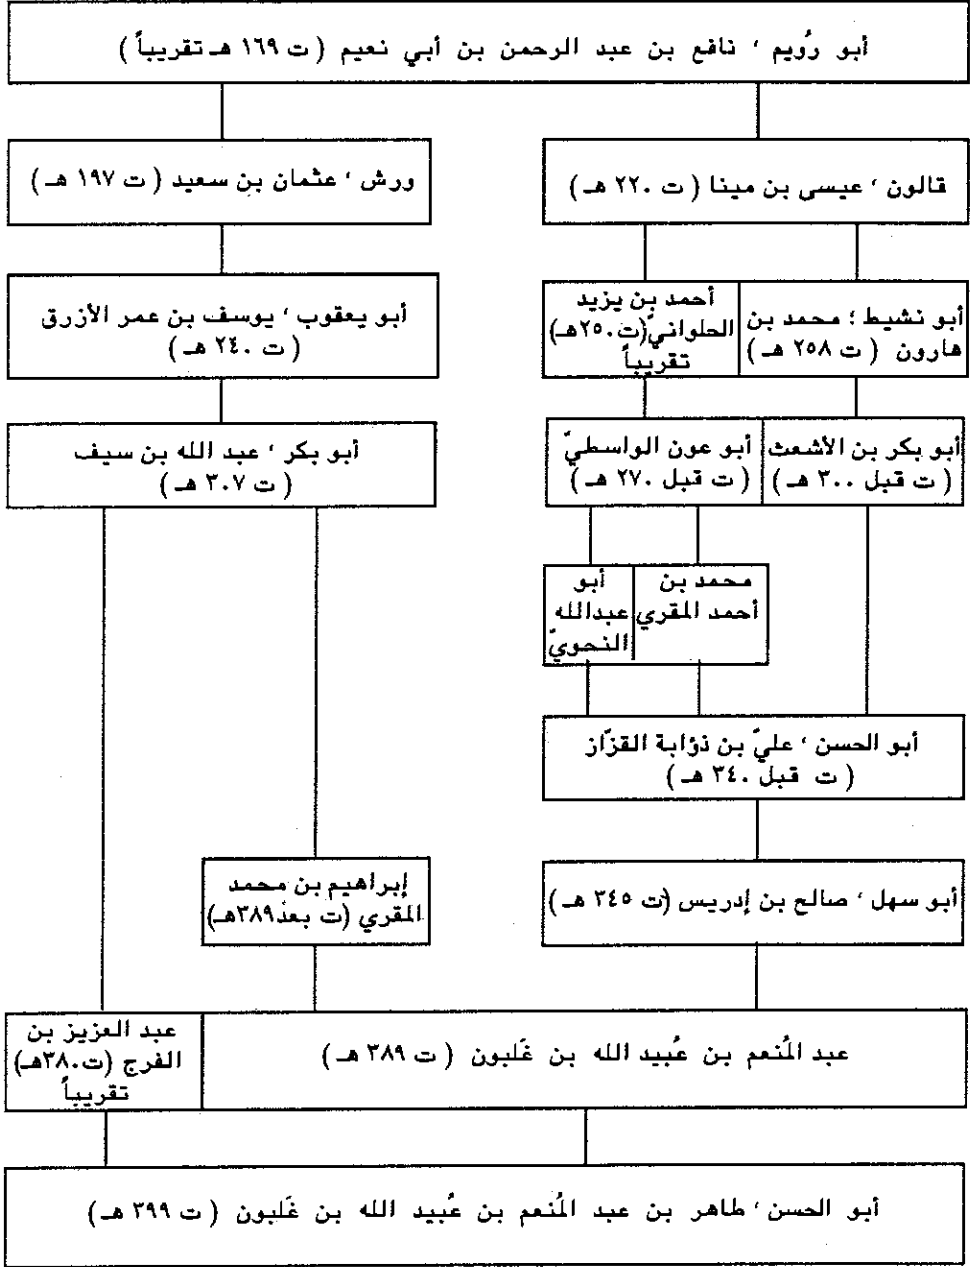 أبو رُويم ، نافع بن عبد الرحمن بن أبي نعيم ( ت ١٦٩ هـ تقريباً )
قالون ، عيسى بن مينا ( ت ٢٢٠ هـ )
ورش ، عثمان بن سعيد ( ت ١٩٧ هـ )
أبو نشيط ؛ محمد بن
هارون ( ت ٢٥٨ هـ )
أحمد بن يزيد
الحلوانيّ (ت ٢٥٠هـ)
تقريباً
أبو يعقوب ، يوسف بن عمر الأزرق
( ت ٢٤٠ هـ )
أبو بكر بن الأشعث
( ت قبل ٣٠٠ هـ )
أبو عون الواسطيّ
( ت قبل ٢٧٠ هـ )
أبو بكر ، عبد الله بن سيف
( ت ٣٠٧ هـ )
محمد بن
أحمد المقري
أبو
عبدالله
النحويّ
أبو الحسن ، عليّ بن ذؤابة القزّاز
( ت قبل ٣٤٠ هـ )
أبو سهل ، صالح بن إدريس (ت ٣٤٥ هـ )
إبراهيم بن محمد
المقري (ت بعد ٣٨٩هـ)
عبد المُنعم بن عُبيد الله بن غَلبون ( ت ٣٨٩ هـ )
عبد العزيز بن
الفرج (ت ٣٨٠هـ)
تقريباً
أبو الحسن ، طاهر بن عبد المُنعم بن عُبيد الله بن غَلبون ( ت ٣٩٩ هـ )